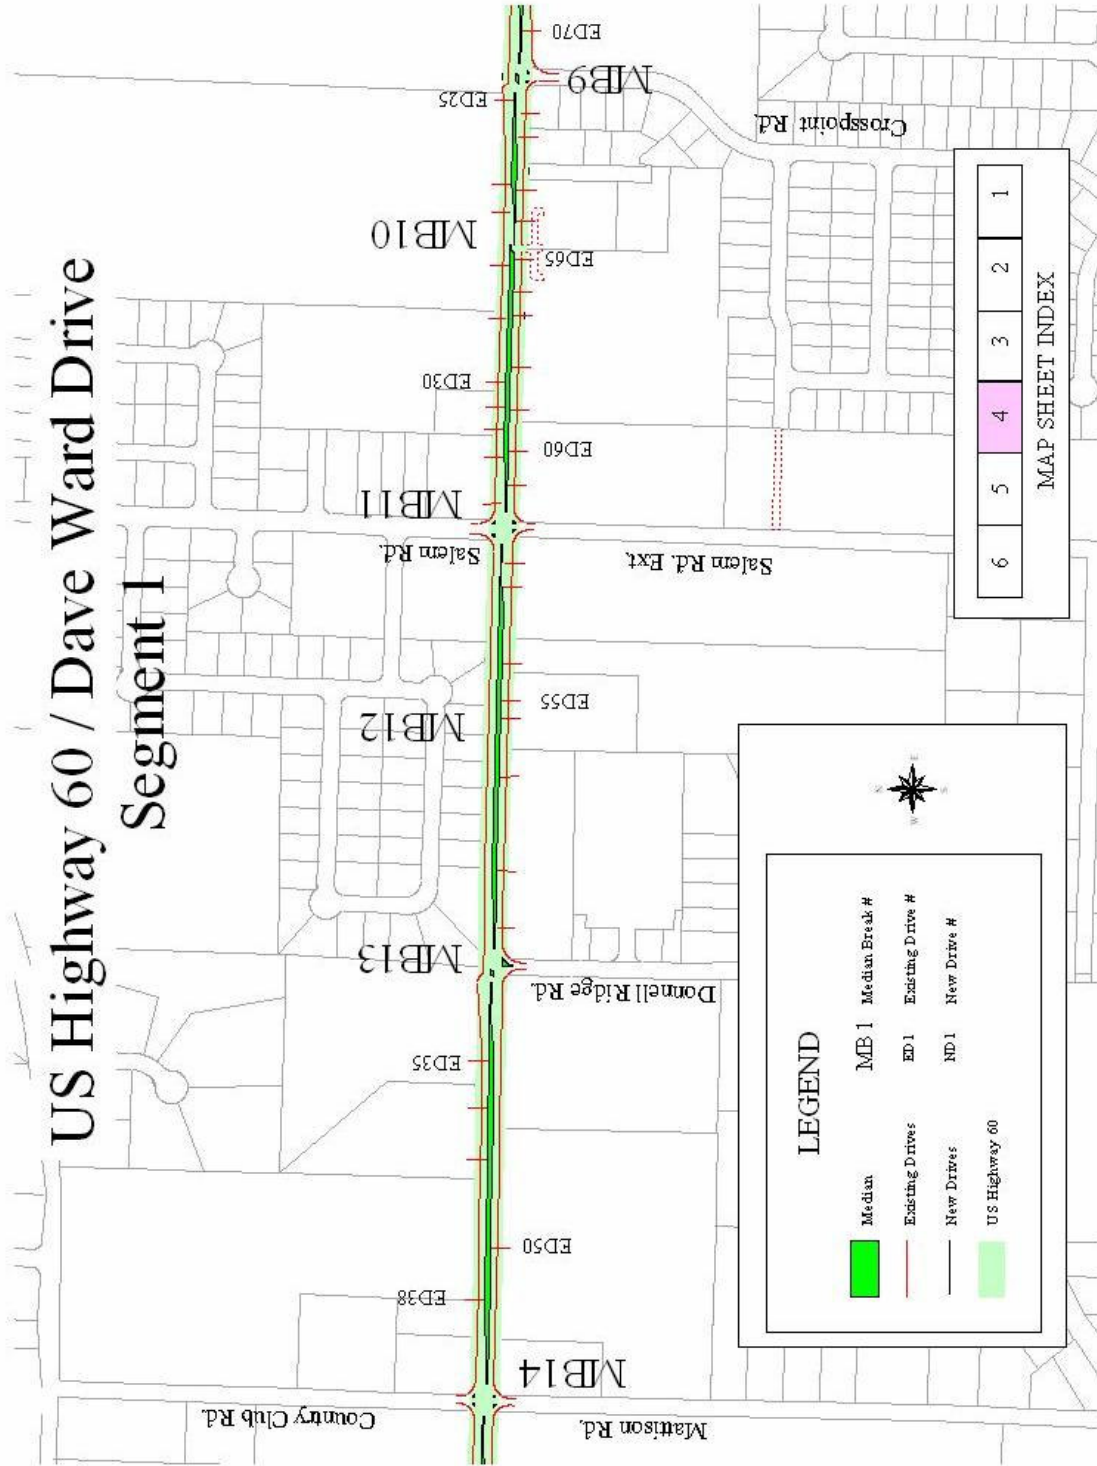 US Highway 60 / Dave Ward Drive
Segment 1
ED70
MB9
ED25
Crosspoint Rd.
MB10
ED65
ED30
ED60
MB11
Salem Rd.
Salem Rd. Ext.
ED55
MB12
MB13
Donnell Ridge Rd.
ED35
ED50
ED38
MB14
Country Club Rd.
Mattison Rd.
LEGEND
Median MB1 Median Break #
Existing Drives ED1 Existing Drive #
New Drives ND1 New Drive #
US Highway 60
N
W E
S
6 5 4 3 2 1
MAP SHEET INDEX